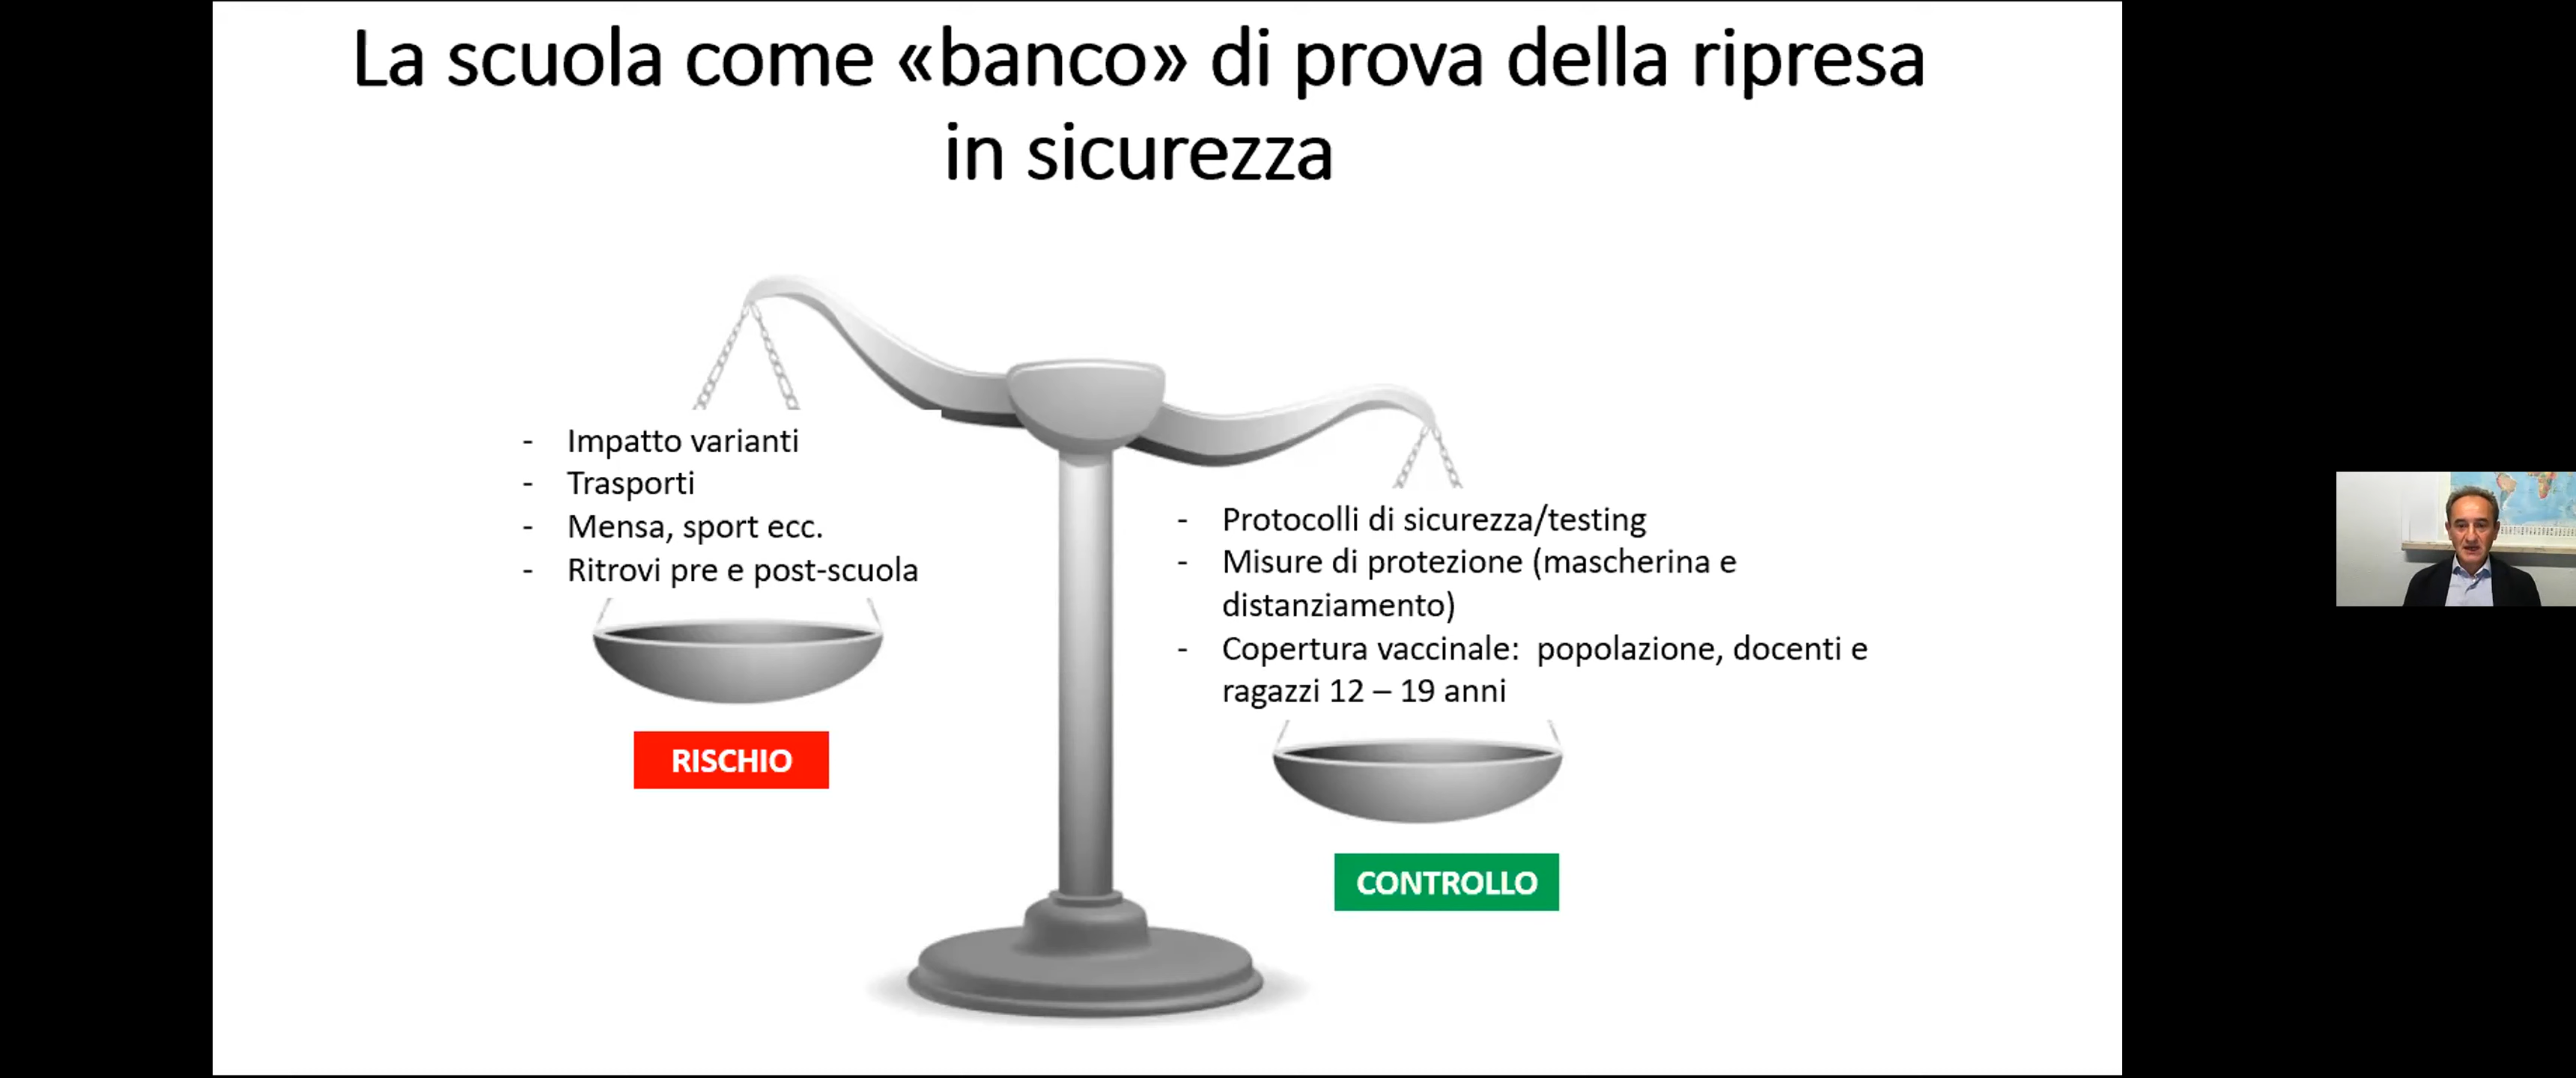 La scuola come «banco» di prova della ripresa
in sicurezza
- Impatto varianti
- Trasporti
- Mensa, sport ecc.
- Ritrovi pre e post-scuola
RISCHIO
- Protocolli di sicurezza/testing
- Misure di protezione (mascherina e
distanziamento)
- Copertura vaccinale: popolazione, docenti e
ragazzi 12 – 19 anni
CONTROLLO